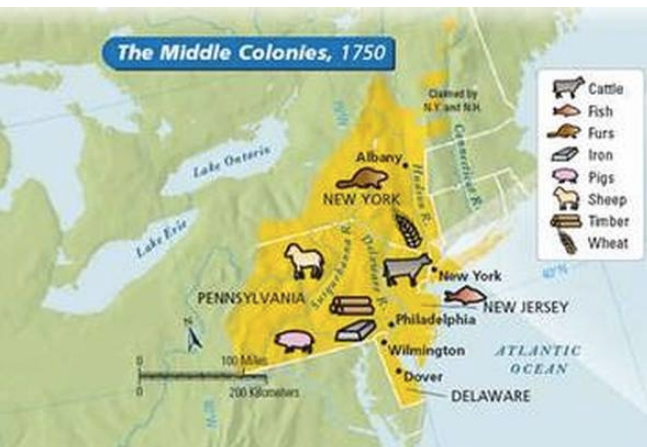 The Middle Colonies, 1750
Claimed by
N.Y. and N.H.
Connecticut R.
Cattle
Fish
Furs
Iron
Pigs
Sheep
Timber
Wheat
Lake Ontario
Albany
Hudson R.
NEW YORK
Lake Erie
Susquehanna R.
Delaware R.
New York
40°N
PENNSYLVANIA
NEW JERSEY
Philadelphia
N
Wilmington
ATLANTIC
OCEAN
0 100 Miles
0 200 Kilometers
Dover
DELAWARE